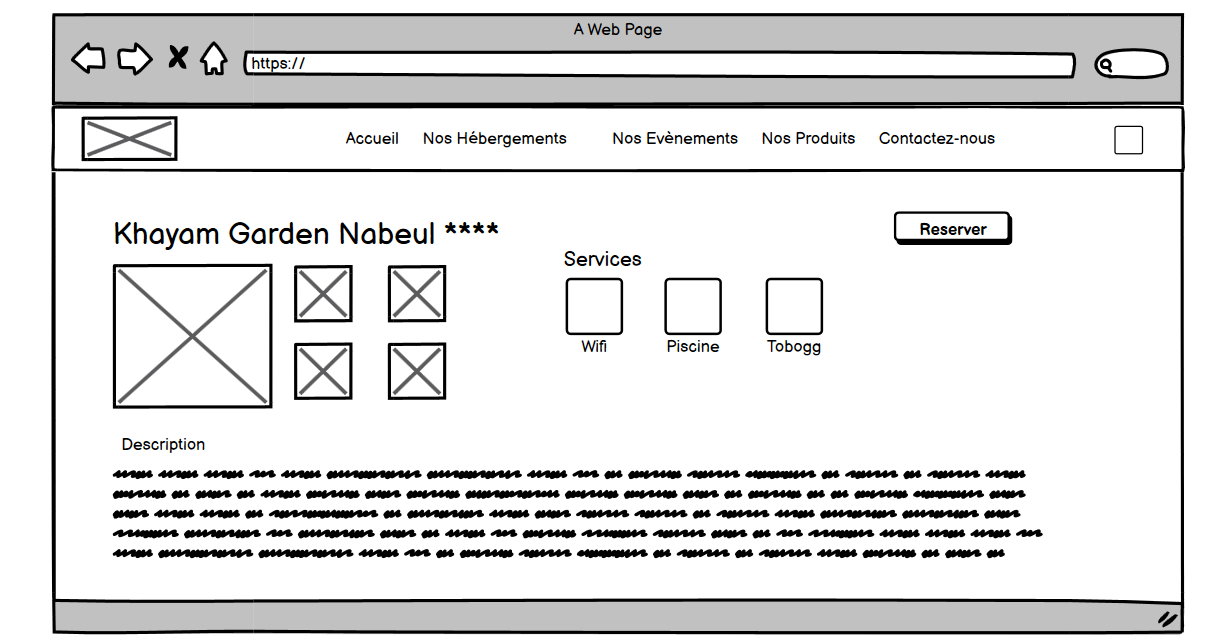 A Web Page
https://
Accueil Nos Hébergements Nos Evènements Nos Produits Contactez-nous
Khayam Garden Nabeul ****
Reserver
Services
Wifi Piscine Tobogg
Description